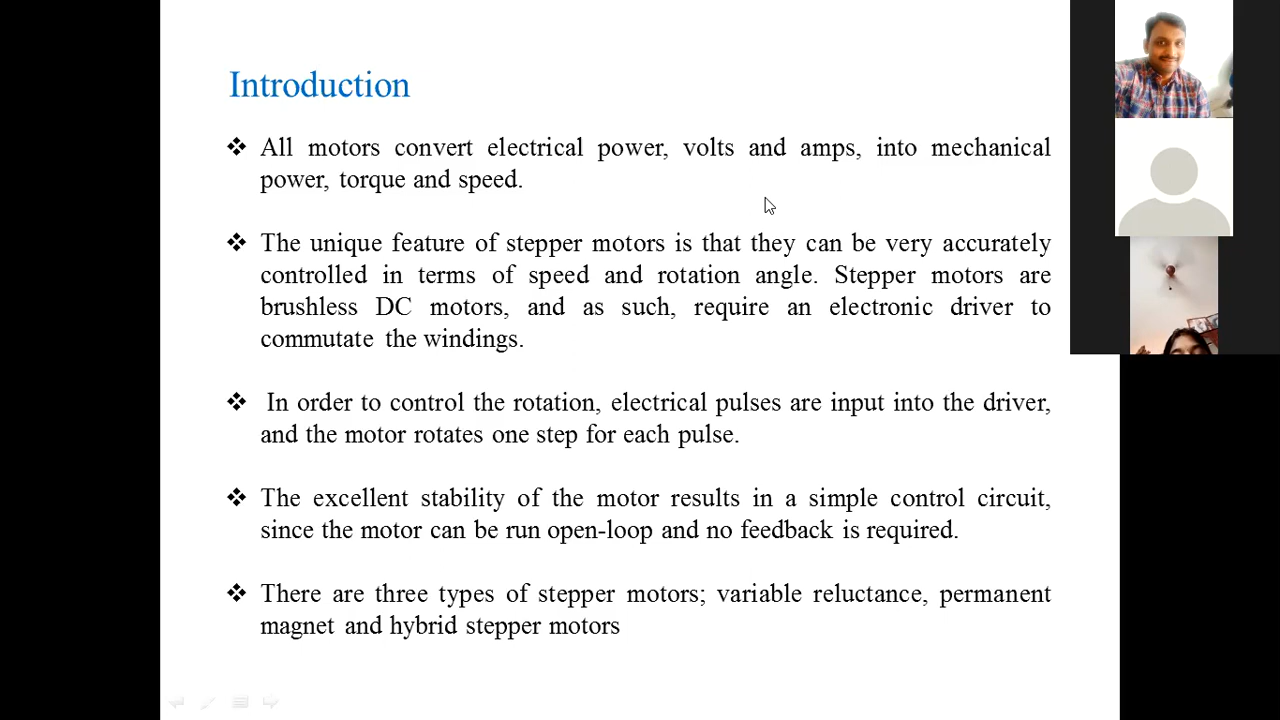 Introduction
❖ All motors convert electrical power, volts and amps, into mechanical
power, torque and speed.
❖ The unique feature of stepper motors is that they can be very accurately
controlled in terms of speed and rotation angle. Stepper motors are
brushless DC motors, and as such, require an electronic driver to
commutate the windings.
❖ In order to control the rotation, electrical pulses are input into the driver,
and the motor rotates one step for each pulse.
❖ The excellent stability of the motor results in a simple control circuit,
since the motor can be run open-loop and no feedback is required.
❖ There are three types of stepper motors; variable reluctance, permanent
magnet and hybrid stepper motors